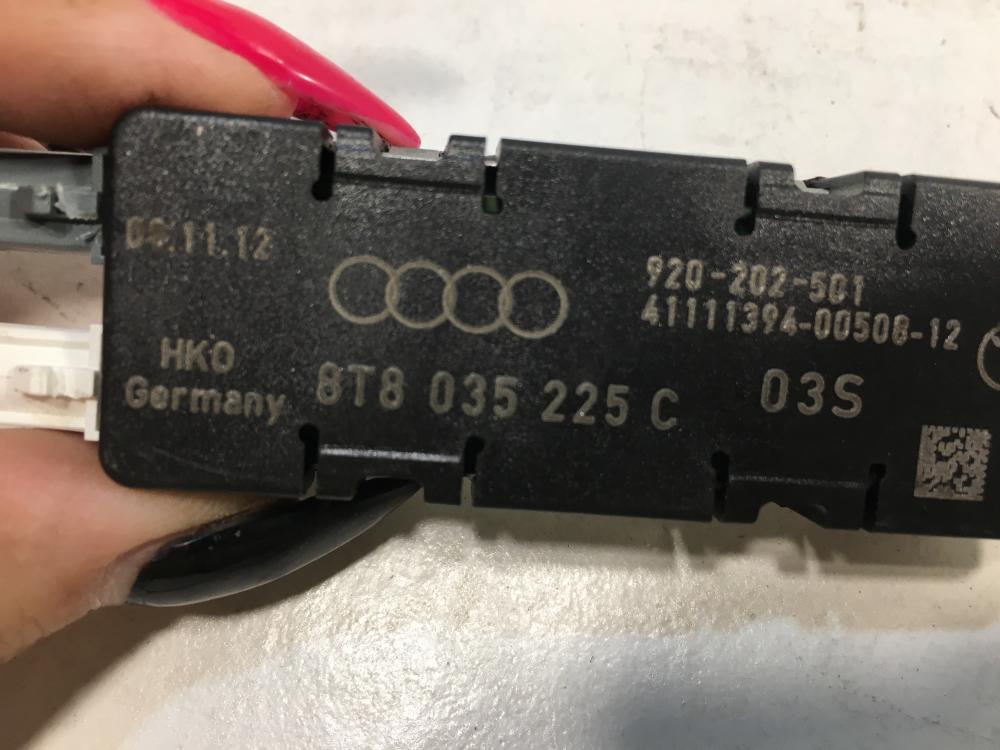 06.11.12
920-202-501
41111394-00508-12
HKO
Germany
8T8 035 225 C
03S